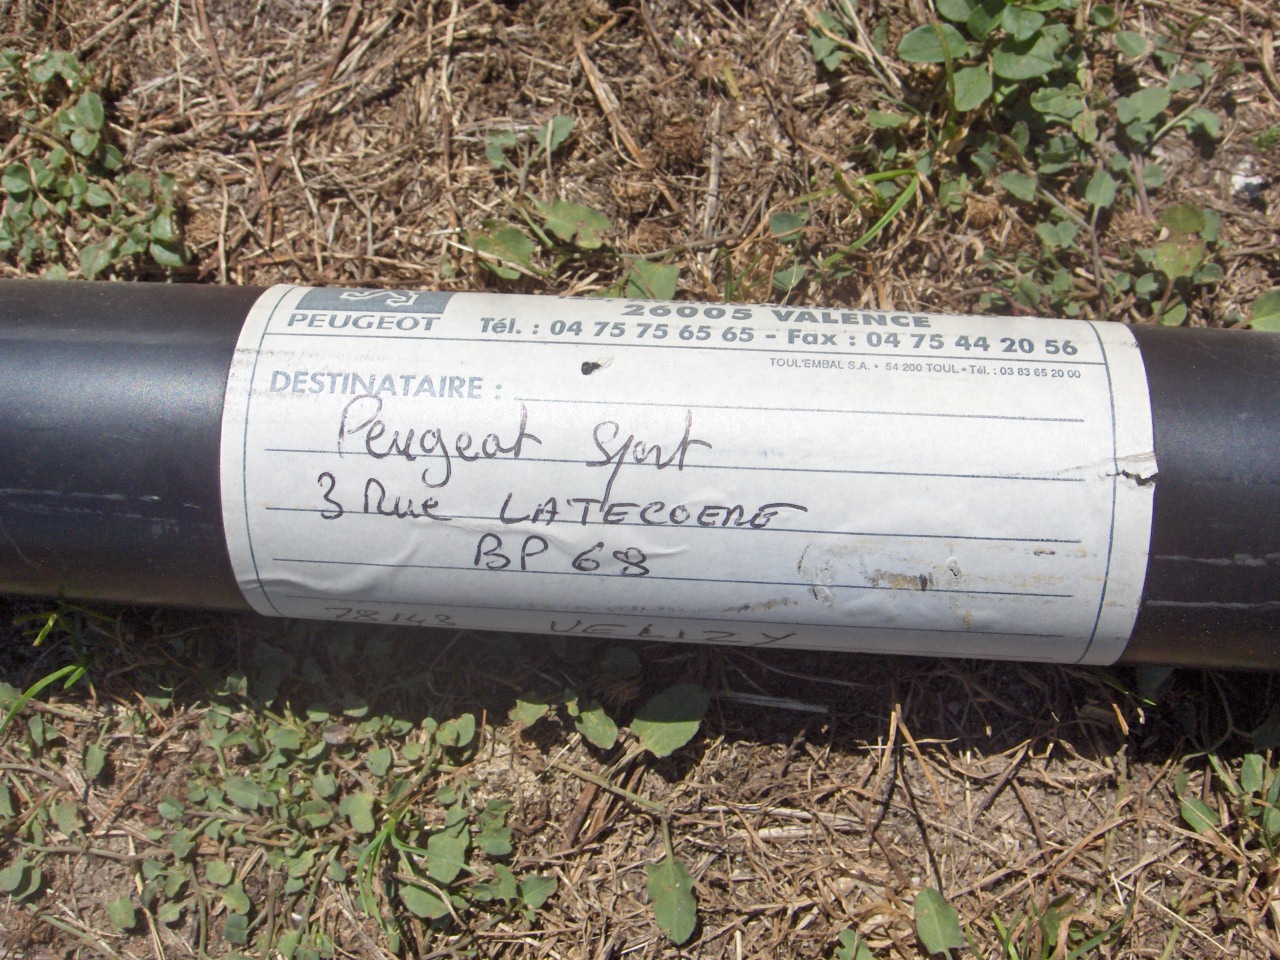 PEUGEOT
26005 VALENCE
Tél. : 04 75 75 65 65 - Fax : 04 75 44 20 56
TOUL'EMBAL S.A. • 54 200 TOUL • Tél. : 03 83 65 20 00
DESTINATAIRE :
Peugeot Sport
3 Rue LATECOERE
BP 68
78143 VELIZY